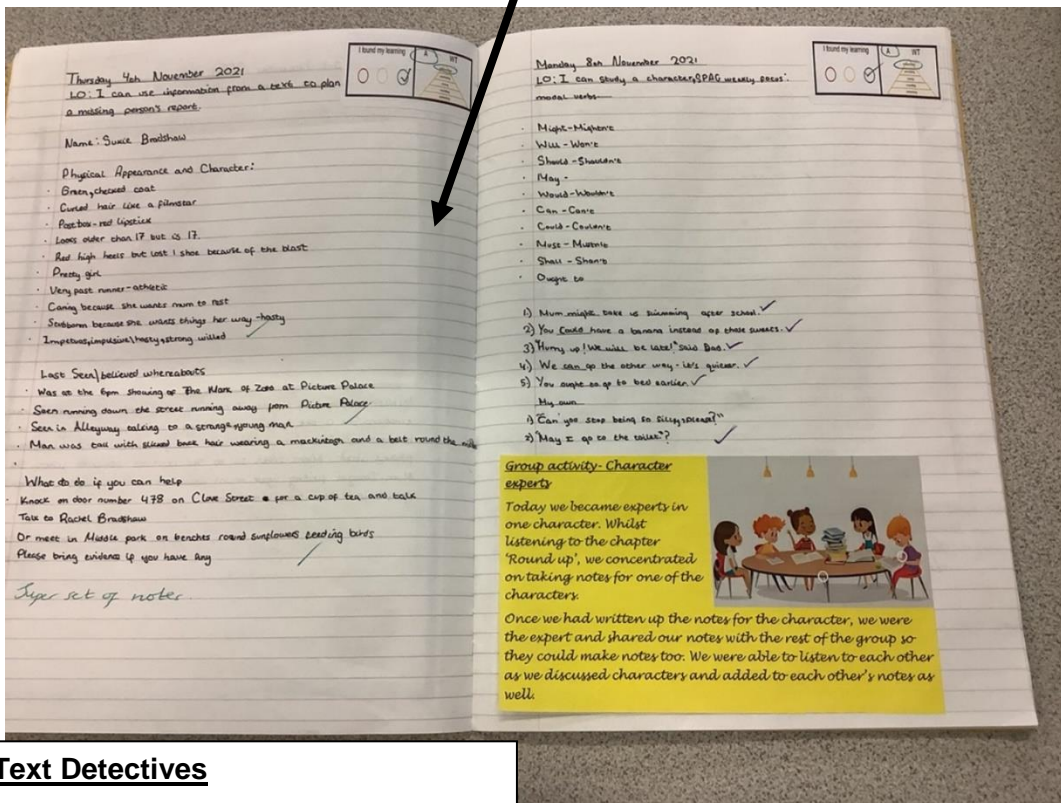 Thursday 4th November 2021
LO: I can use information from a text to plan
a missing person's report.
I found my learning
A
WT
Name: Susie Bradshaw
Physical Appearance and Character:
· Green, checked coat
· Curled hair like a filmstar
· Postbox-red lipstick
· Looks older than 17 but is 17.
· Red high heels but lost 1 shoe because of the blast
· Pretty girl
· Very fast runner-athletic
· Caring because she wants mum to rest
· Stubborn because she wants things her way-hasty
· Impetuous, impulsive\hasty, strong willed
Last Seen/believed whereabouts
· Was at the 6pm showing of The Mark of Zorro at Picture Palace
· Seen running down the street running away from Picture Palace.
· Seen in Alleyway talking to a strange young man
· Man was tall with slicked back hair wearing a mackintosh and a belt round the
What do do if you can help
· Knock on door number 478 on Clove Street for a cup of tea and talk
Talk to Rachel Bradshaw
Or meet in park on benches round sunflowers feeding birds
Please bring evidence if you have any
Super set of notes
Monday 8th November 2021
LO: I can study a character, SPAG weekly focus:
modal verbs.
I found my learning
A
WT
· Might-Mightn't
· Will-Won't
· Should-Shouldn't
· May-
· Would-Wouldn't
· Can-Can't
· Could-Couldn't
· Must-Mustn't
· Shall-Shan't
· Ought to
1) Mum might take us swimming after school.
2) You could have a banana instead of those sweets.
3) "Hurry up! We will be late!" said Dad.
4) We can go the other way-it's quieter.
5) You ought to go to bed earlier.
My own
1) "Can you stop being so silly please?"
2) "May I go to the toilet"?
Group activity- Character
experts
Today we became experts in
one character. Whilst
listening to the chapter
'Round up', we concentrated
on taking notes for one of the
characters.
Once we had written up the notes for the character, we were
the expert and shared our notes with the rest of the group so
they could make notes too. We were able to listen to each other
as we discussed characters and added to each other's notes as
well.
Text Detectives